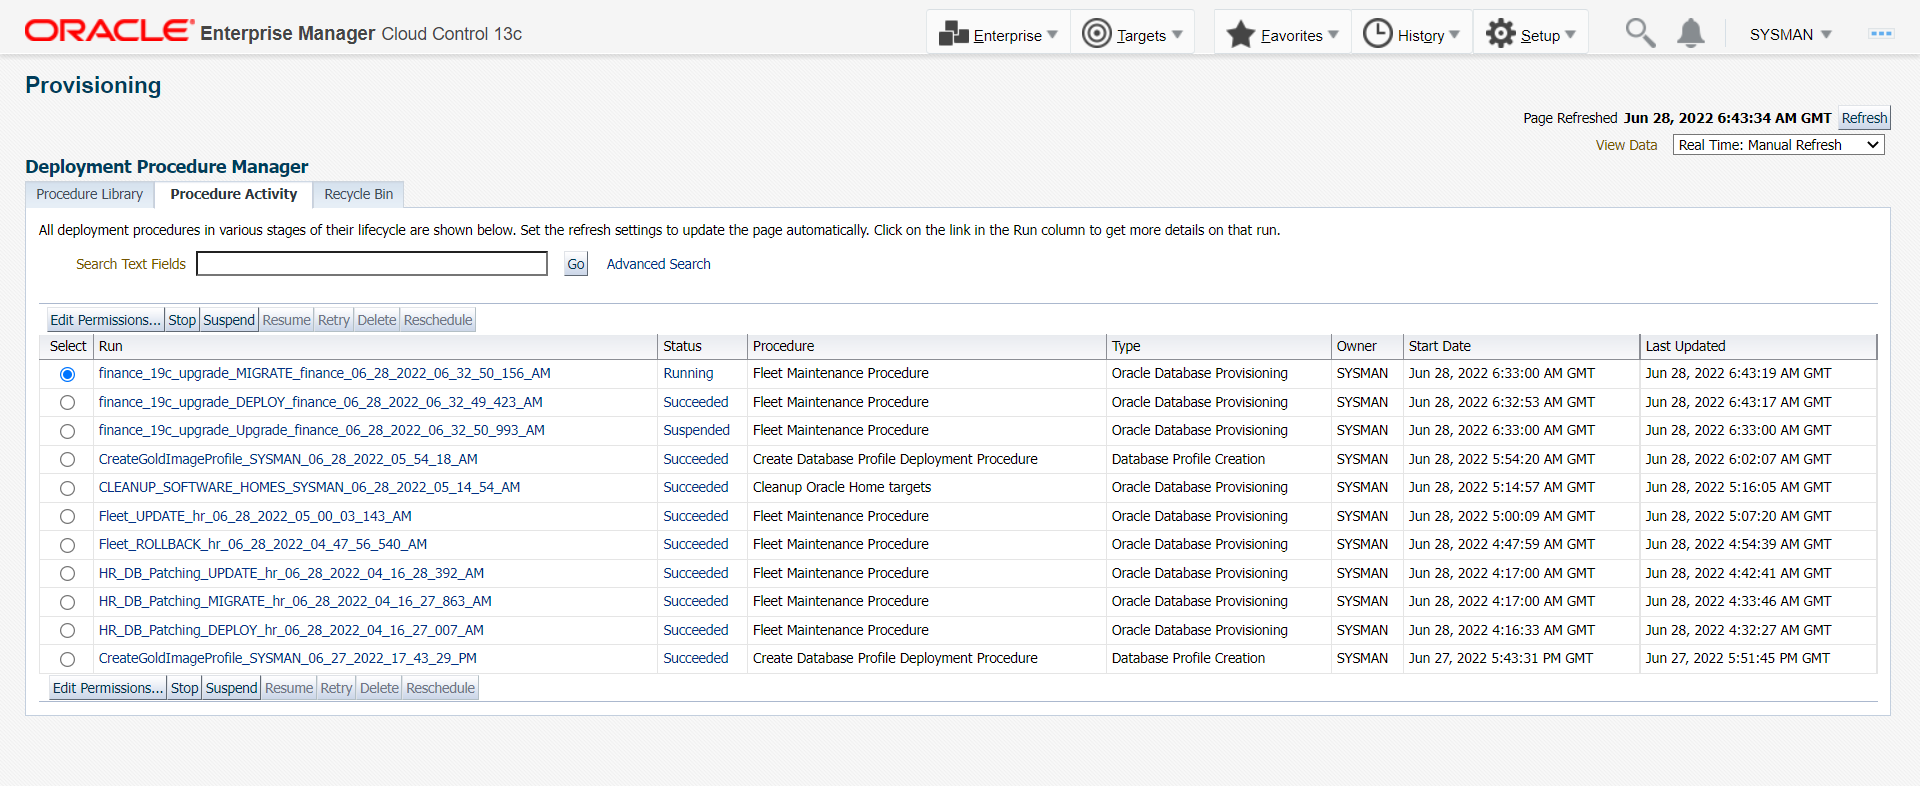 ORACLE Enterprise Manager Cloud Control 13c Enterprise Targets Favorites History Setup SYSMAN
Provisioning
Page Refreshed Jun 28, 2022 6:43:34 AM GMT Refresh
View Data Real Time: Manual Refresh
Deployment Procedure Manager
Procedure Library Procedure Activity Recycle Bin
All deployment procedures in various stages of their lifecycle are shown below. Set the refresh settings to update the page automatically. Click on the link in the Run column to get more details on that run.
Search Text Fields Go Advanced Search
Edit Permissions... Stop Suspend Resume Retry Delete Reschedule
Select Run Status Procedure Type Owner Start Date Last Updated
finance_19c_upgrade_MIGRATE_finance_06_28_2022_06_32_50_156_AM Running Fleet Maintenance Procedure Oracle Database Provisioning SYSMAN Jun 28, 2022 6:33:00 AM GMT Jun 28, 2022 6:43:19 AM GMT
finance_19c_upgrade_DEPLOY_finance_06_28_2022_06_32_49_423_AM Succeeded Fleet Maintenance Procedure Oracle Database Provisioning SYSMAN Jun 28, 2022 6:32:53 AM GMT Jun 28, 2022 6:43:17 AM GMT
finance_19c_upgrade_Upgrade_finance_06_28_2022_06_32_50_993_AM Suspended Fleet Maintenance Procedure Oracle Database Provisioning SYSMAN Jun 28, 2022 6:33:00 AM GMT Jun 28, 2022 6:33:00 AM GMT
CreateGoldImageProfile_SYSMAN_06_28_2022_05_54_18_AM Succeeded Create Database Profile Deployment Procedure Database Profile Creation SYSMAN Jun 28, 2022 5:54:20 AM GMT Jun 28, 2022 6:02:07 AM GMT
CLEANUP_SOFTWARE_HOMES_SYSMAN_06_28_2022_05_14_54_AM Succeeded Cleanup Oracle Home targets Oracle Database Provisioning SYSMAN Jun 28, 2022 5:14:57 AM GMT Jun 28, 2022 5:16:05 AM GMT
Fleet_UPDATE_hr_06_28_2022_05_00_03_143_AM Succeeded Fleet Maintenance Procedure Oracle Database Provisioning SYSMAN Jun 28, 2022 5:00:09 AM GMT Jun 28, 2022 5:07:20 AM GMT
Fleet_ROLLBACK_hr_06_28_2022_04_47_56_540_AM Succeeded Fleet Maintenance Procedure Oracle Database Provisioning SYSMAN Jun 28, 2022 4:47:59 AM GMT Jun 28, 2022 4:54:39 AM GMT
HR_DB_Patching_UPDATE_hr_06_28_2022_04_16_28_392_AM Succeeded Fleet Maintenance Procedure Oracle Database Provisioning SYSMAN Jun 28, 2022 4:17:00 AM GMT Jun 28, 2022 4:42:41 AM GMT
HR_DB_Patching_MIGRATE_hr_06_28_2022_04_16_27_863_AM Succeeded Fleet Maintenance Procedure Oracle Database Provisioning SYSMAN Jun 28, 2022 4:17:00 AM GMT Jun 28, 2022 4:33:46 AM GMT
HR_DB_Patching_DEPLOY_hr_06_28_2022_04_16_27_007_AM Succeeded Fleet Maintenance Procedure Oracle Database Provisioning SYSMAN Jun 28, 2022 4:16:33 AM GMT Jun 28, 2022 4:32:27 AM GMT
CreateGoldImageProfile_SYSMAN_06_27_2022_17_43_29_PM Succeeded Create Database Profile Deployment Procedure Database Profile Creation SYSMAN Jun 27, 2022 5:43:31 PM GMT Jun 27, 2022 5:51:45 PM GMT
Edit Permissions... Stop Suspend Resume Retry Delete Reschedule